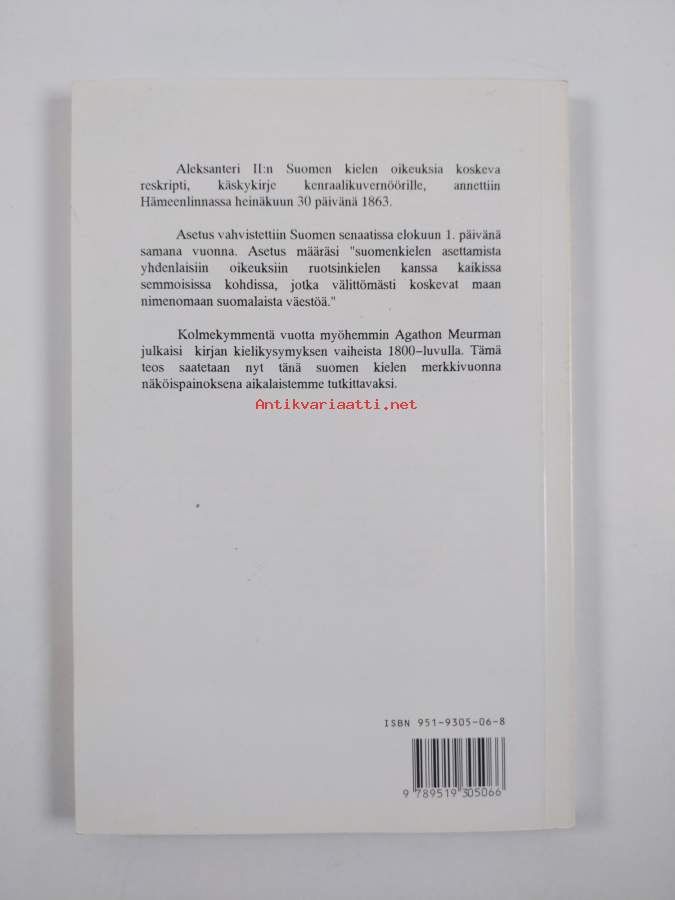 Aleksanteri II:n Suomen kielen oikeuksia koskeva
reskripti, käskykirje kenraalikuvernöörille, annettiin
Hämeenlinnassa heinäkuun 30 päivänä 1863.
Asetus vahvistettiin Suomen senaatissa elokuun 1. päivänä
samana vuonna. Asetus määräsi "suomenkielen asettamista
yhdenlaisiin oikeuksiin ruotsinkielen kanssa kaikissa
semmoisissa kohdissa, jotka välittömästi koskevat maan
nimenomaan suomalaista väestöä."
Kolmekymmentä vuotta myöhemmin Agathon Meurman
julkaisi kirjan kielikysymyksen vaiheista 1800-luvulla. Tämä
teos saatetaan nyt tänä suomen kielen merkkivuonna
näköispainoksena aikalaistemme tutkittavaksi.
Antikvariaatti.net
ISBN 951-9305-06-8
9 789519 305066